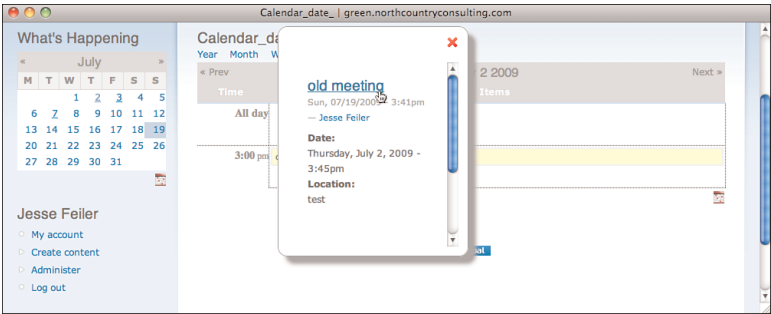 Calendar_date_ | green.northcountryconsulting.com
What's Happening
« July »
M T W T F S S
1 2 3 4 5
6 7 8 9 10 11 12
13 14 15 16 17 18 19
20 21 22 23 24 25 26
27 28 29 30 31
Jesse Feiler
My account
Create content
Administer
Log out
Calendar_da
Year Month W
« Prev 2 2009 Next »
Time Items
All day
3:00 pm
old meeting
Sun, 07/19/2009 - 3:41pm
— Jesse Feiler
Date:
Thursday, July 2, 2009 -
3:45pm
Location:
test